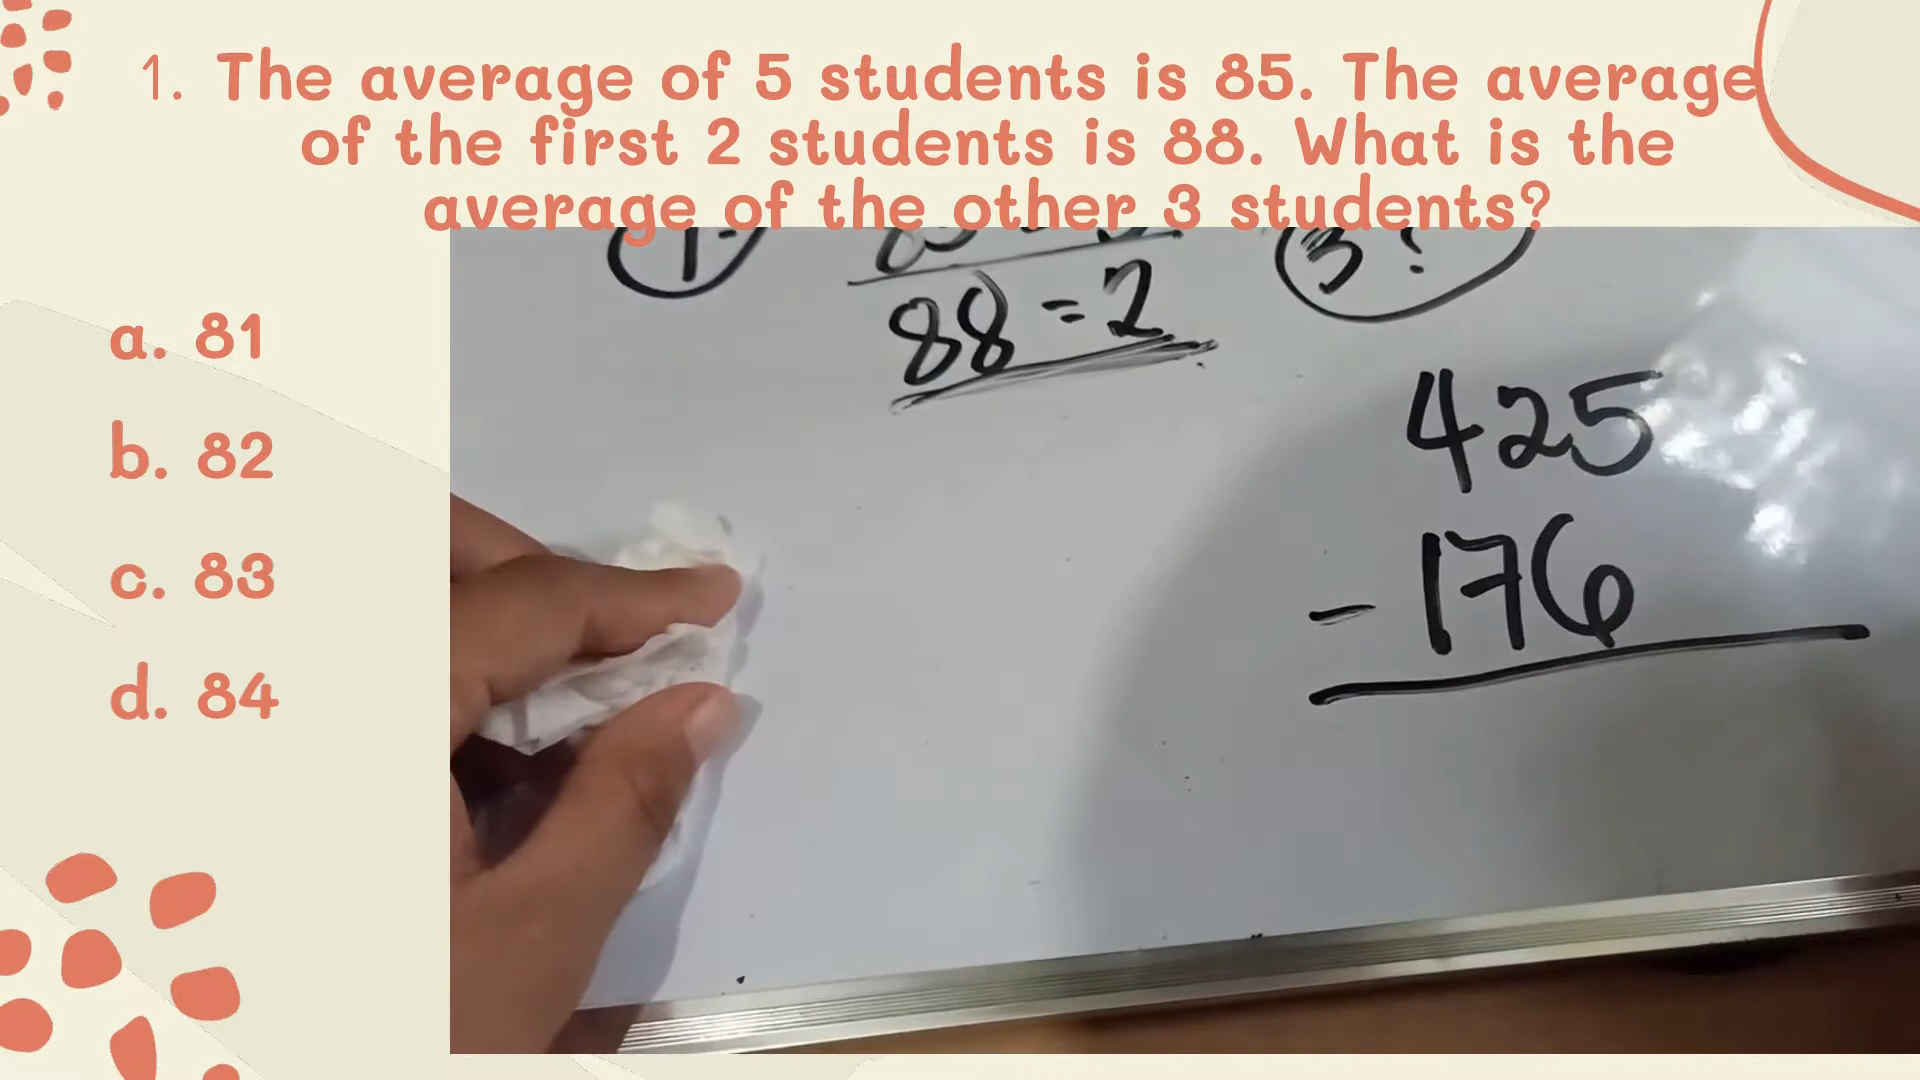 1. The average of 5 students is 85. The average
of the first 2 students is 88. What is the
average of the other 3 students?
a. 81
b. 82
c. 83
d. 84
3?
88 = 2
425
- 176